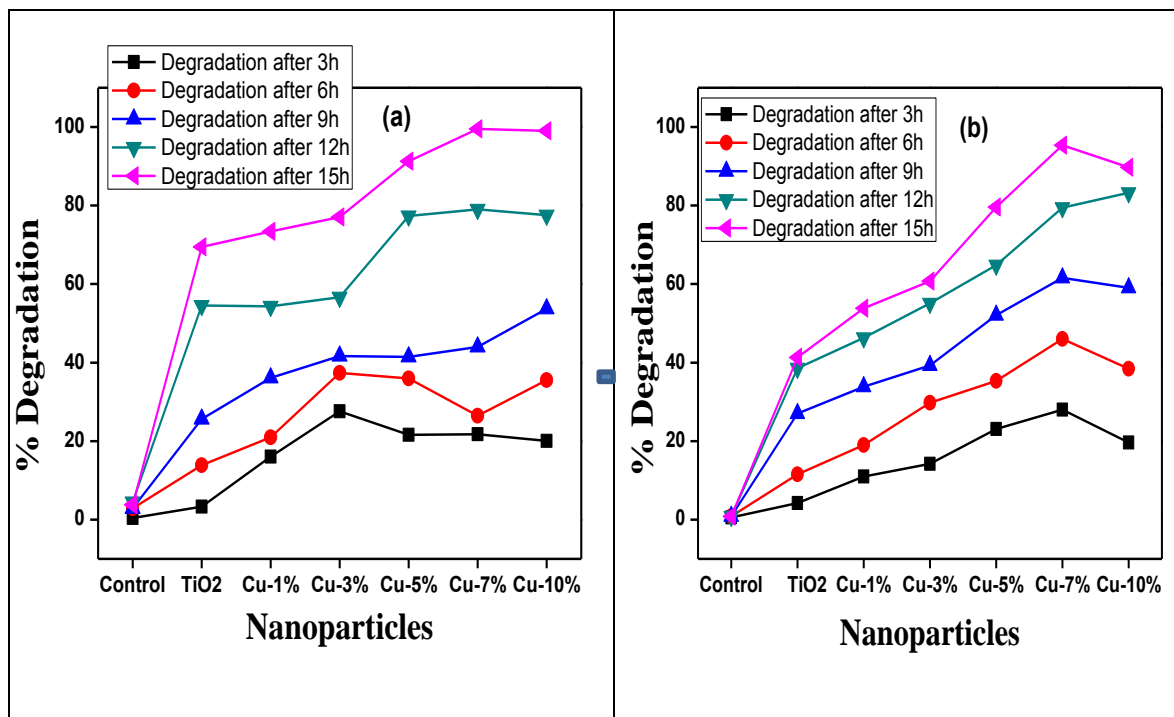 Degradation after 3h
Degradation after 6h
Degradation after 9h
Degradation after 12h
Degradation after 15h
(a)
100
80
60
40
20
0
% Degradation
Control TiO2 Cu-1% Cu-3% Cu-5% Cu-7% Cu-10%
Nanoparticles
Degradation after 3h
Degradation after 6h
Degradation after 9h
Degradation after 12h
Degradation after 15h
(b)
100
80
60
40
20
0
% Degradation
Control TiO2 Cu-1% Cu-3% Cu-5% Cu-7% Cu-10%
Nanoparticles